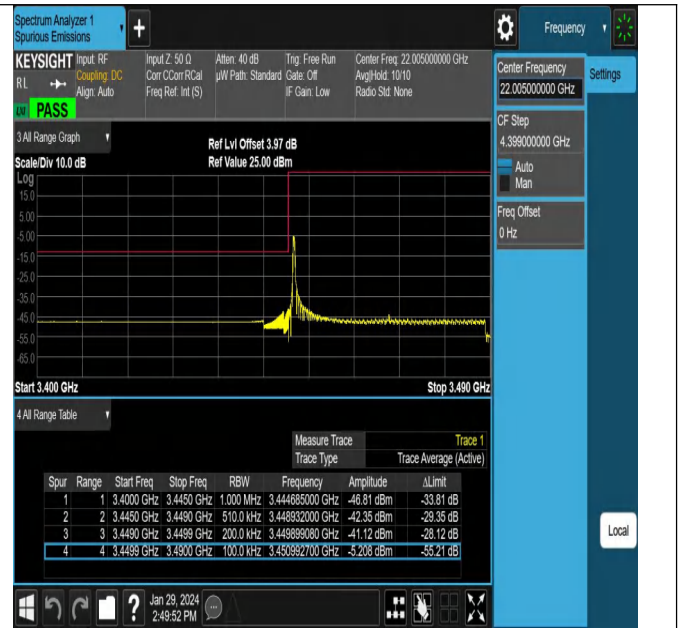 Spectrum Analyzer 1
Spurious Emissions
Frequency
KEYSIGHT
RL
Input: RF
Coupling: DC
Align: Auto
Input Z: 50 Ω
Corr CCorr RCal
Freq Ref: Int (S)
Atten: 40 dB
µW Path: Standard
Trig: Free Run
Gate: Off
IF Gain: Low
Center Freq: 22.005000000 GHz
Avg|Hold: 10/10
Radio Std: None
PASS
3 All Range Graph
Scale/Div 10.0 dB
Ref Lvl Offset 3.97 dB
Ref Value 25.00 dBm
Log
15.0
5.00
-5.00
-15.0
-25.0
-35.0
-45.0
-55.0
-65.0
Start 3.400 GHz
Stop 3.490 GHz
4 All Range Table
Measure Trace Trace 1
Trace Type Trace Average (Active)
Spur Range Start Freq Stop Freq RBW Frequency Amplitude ΔLimit
1 1 3.4000 GHz 3.4450 GHz 1.000 MHz 3.444685000 GHz -46.81 dBm -33.81 dB
2 2 3.4450 GHz 3.4490 GHz 510.0 kHz 3.448932000 GHz -42.35 dBm -29.35 dB
3 3 3.4490 GHz 3.4499 GHz 200.0 kHz 3.449899080 GHz -41.12 dBm -28.12 dB
4 4 3.4499 GHz 3.4900 GHz 100.0 kHz 3.450992700 GHz -5.208 dBm -55.21 dB
Center Frequency
22.005000000 GHz
Settings
CF Step
4.399000000 GHz
Auto
Man
Freq Offset
0 Hz
Local
Jan 29, 2024
2:49:52 PM